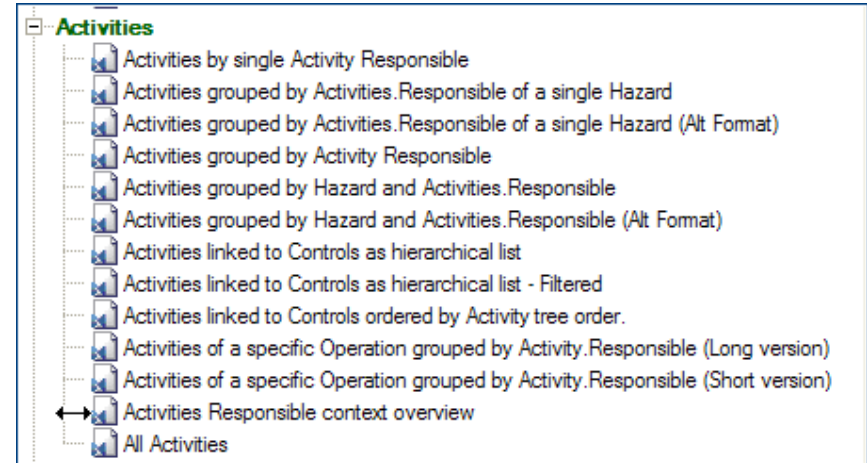 Activities
Activities by single Activity Responsible
Activities grouped by Activities.Responsible of a single Hazard
Activities grouped by Activities.Responsible of a single Hazard (Alt Format)
Activities grouped by Activity Responsible
Activities grouped by Hazard and Activities.Responsible
Activities grouped by Hazard and Activities.Responsible (Alt Format)
Activities linked to Controls as hierarchical list
Activities linked to Controls as hierarchical list - Filtered
Activities linked to Controls ordered by Activity tree order.
Activities of a specific Operation grouped by Activity.Responsible (Long version)
Activities of a specific Operation grouped by Activity.Responsible (Short version)
Activities Responsible context overview
All Activities